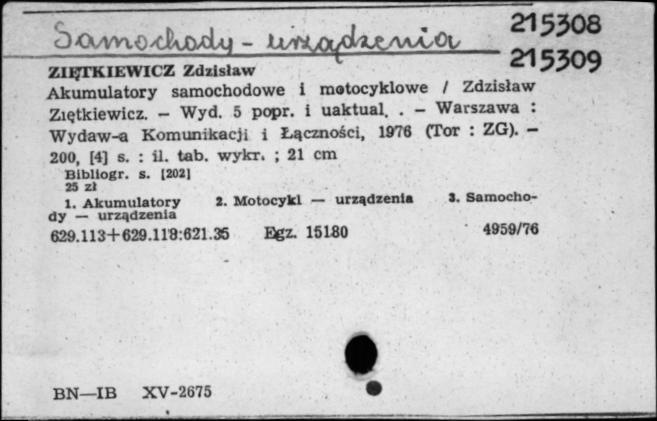 Samochody - urządzenia
215308
215309
ZIĘTKIEWICZ Zdzisław
Akumulatory samochodowe i motocyklowe / Zdzisław
Ziętkiewicz. — Wyd. 5 popr. i uaktual. . — Warszawa :
Wydaw-a Komunikacji i Łączności, 1976 (Tor : ZG). —
200, [4] s. : il. tab. wykr. ; 21 cm
Bibliogr. s. [202]
25 zł
1. Akumulatory 2. Motocykl — urządzenia 3. Samocho-
dy — urządzenia
629.113+629.118:621.35 Egz. 15180 4959/76
BN—IB XV-2675